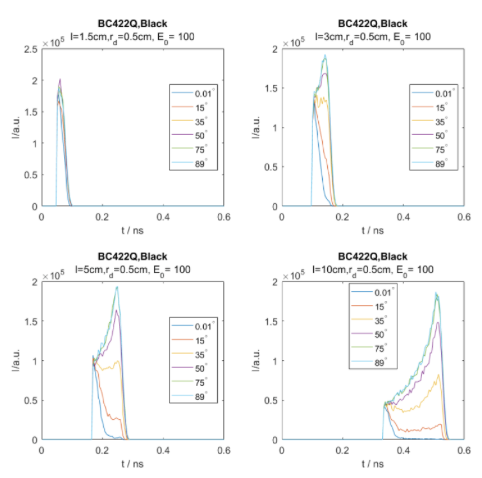 BC422Q,Black
l=1.5cm,r_d=0.5cm, E_0 = 100
×10^5
2.5
2
1.5
1
0.5
0
I/a.u.
0 0.2 0.4 0.6
t / ns
0.01°
15°
35°
50°
75°
89°
BC422Q,Black
l=3cm,r_d=0.5cm, E_0 = 100
×10^5
2
1.5
1
0.5
0
I/a.u.
0 0.2 0.4 0.6
t / ns
0.01°
15°
35°
50°
75°
89°
BC422Q,Black
l=5cm,r_d=0.5cm, E_0 = 100
×10^5
2
1.5
1
0.5
0
I/a.u.
0 0.2 0.4 0.6
t / ns
0.01°
15°
35°
50°
75°
89°
BC422Q,Black
l=10cm,r_d=0.5cm, E_0 = 100
×10^5
2
1.5
1
0.5
0
I/a.u.
0 0.2 0.4 0.6
t / ns
0.01°
15°
35°
50°
75°
89°